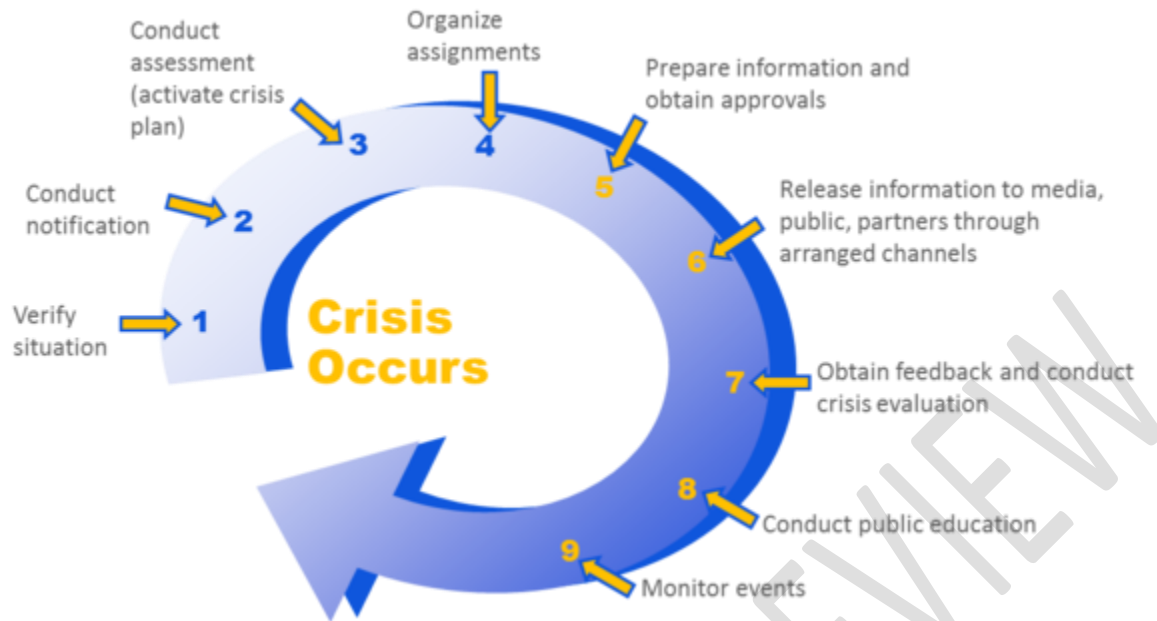 Verify
situation
1
Conduct
notification
2
Conduct
assessment
(activate crisis
plan)
3
Organize
assignments
4
Prepare information and
obtain approvals
5
Release information to media,
public, partners through
arranged channels
6
Obtain feedback and conduct
crisis evaluation
7
Conduct public education
8
Monitor events
9
Crisis
Occurs
EVIEW